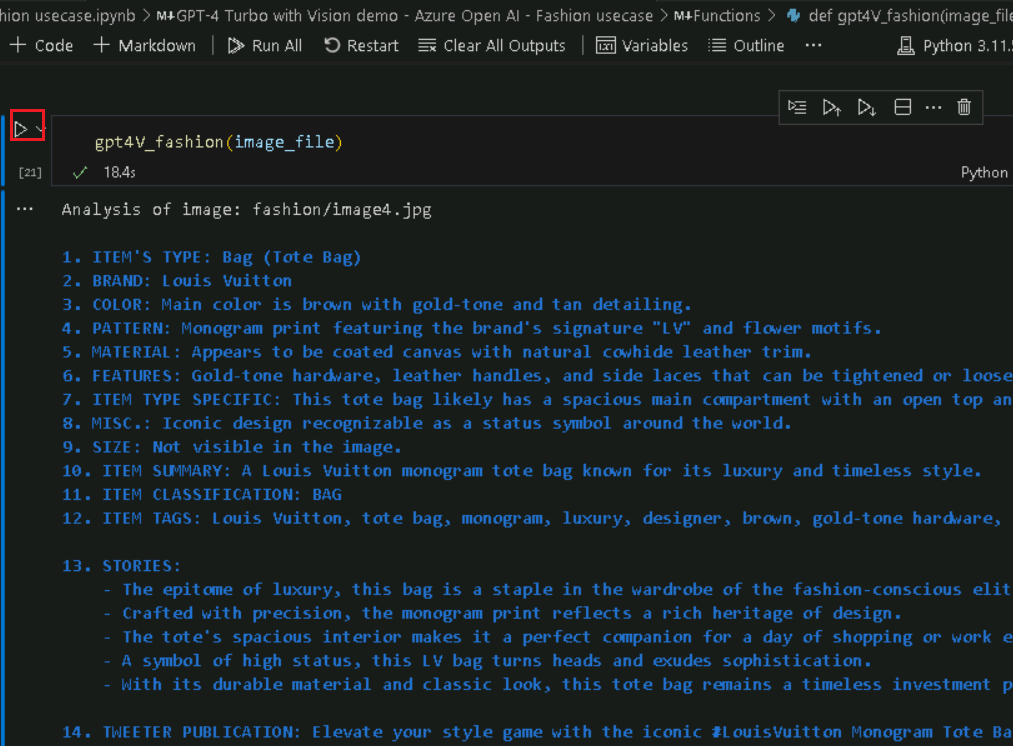 hion usecase.ipynb > M↓GPT-4 Turbo with Vision demo - Azure Open AI - Fashion usecase > M↓Functions > def gpt4V_fashion(image_file
+ Code + Markdown | Run All Restart Clear All Outputs | Variables Outline ··· Python 3.11.
gpt4V_fashion(image_file)
[21] ✓ 18.4s Python
··· Analysis of image: fashion/image4.jpg
1. ITEM'S TYPE: Bag (Tote Bag)
2. BRAND: Louis Vuitton
3. COLOR: Main color is brown with gold-tone and tan detailing.
4. PATTERN: Monogram print featuring the brand's signature "LV" and flower motifs.
5. MATERIAL: Appears to be coated canvas with natural cowhide leather trim.
6. FEATURES: Gold-tone hardware, leather handles, and side laces that can be tightened or loose
7. ITEM TYPE SPECIFIC: This tote bag likely has a spacious main compartment with an open top an
8. MISC.: Iconic design recognizable as a status symbol around the world.
9. SIZE: Not visible in the image.
10. ITEM SUMMARY: A Louis Vuitton monogram tote bag known for its luxury and timeless style.
11. ITEM CLASSIFICATION: BAG
12. ITEM TAGS: Louis Vuitton, tote bag, monogram, luxury, designer, brown, gold-tone hardware,
13. STORIES:
- The epitome of luxury, this bag is a staple in the wardrobe of the fashion-conscious elit
- Crafted with precision, the monogram print reflects a rich heritage of design.
- The tote's spacious interior makes it a perfect companion for a day of shopping or work e
- A symbol of high status, this LV bag turns heads and exudes sophistication.
- With its durable material and classic look, this tote bag remains a timeless investment p
14. TWEETER PUBLICATION: Elevate your style game with the iconic #LouisVuitton Monogram Tote Ba